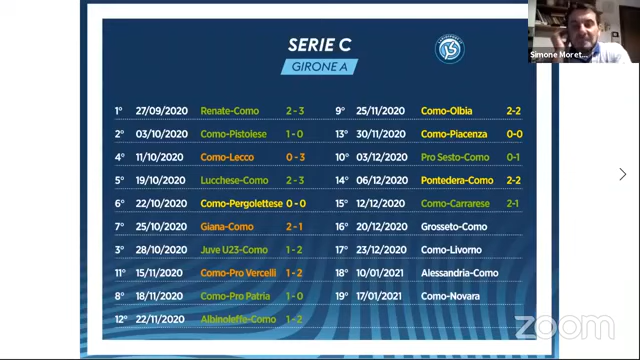 SERIE C
GIRONE A
1° 27/09/2020 Renate-Como 2 - 3
2° 03/10/2020 Como-Pistoiese 1 - 0
4° 11/10/2020 Como-Lecco 0 - 3
5° 19/10/2020 Lucchese-Como 2 - 3
6° 22/10/2020 Como-Pergolettese 0 - 0
7° 25/10/2020 Giana-Como 2 - 1
3° 28/10/2020 Juve U23-Como 1 - 2
11° 15/11/2020 Como-Pro Vercelli 1 - 2
8° 18/11/2020 Como-Pro Patria 1 - 0
12° 22/11/2020 Albinoleffe-Como 1 - 2
9° 25/11/2020 Como-Olbia 2-2
13° 30/11/2020 Como-Piacenza 0-0
10° 03/12/2020 Pro Sesto-Como 0-1
14° 06/12/2020 Pontedera-Como 2-2
15° 12/12/2020 Como-Carrarese 2-1
16° 20/12/2020 Grosseto-Como
17° 23/12/2020 Como-Livorno
18° 10/01/2021 Alessandria-Como
19° 17/01/2021 Como-Novara
Simone Moret...
zoom